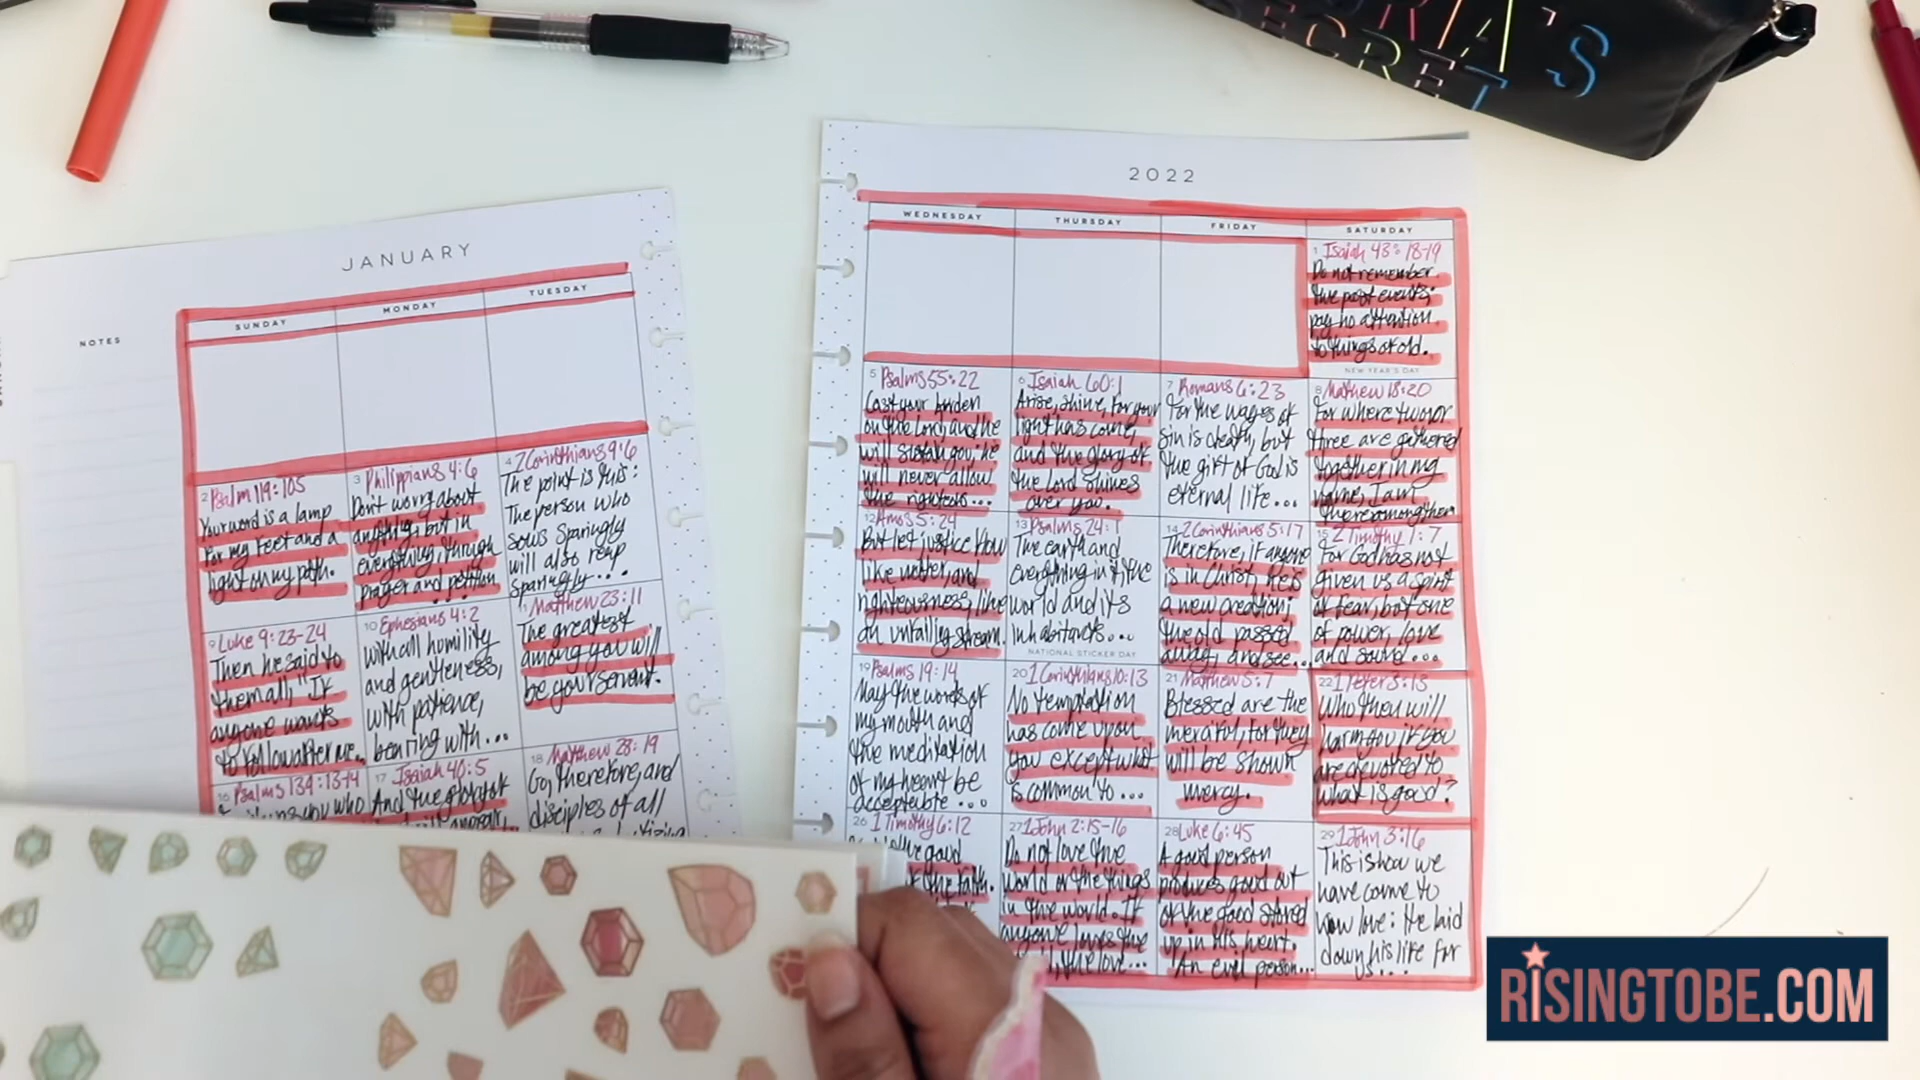 RIA'S
SECRET
JANUARY
NOTES
SUNDAY
MONDAY
TUESDAY
2 Psalm 119:105
Your word is a lamp
for my feet and a
light on my path.
3 Philippians 4:6
Don't worry about
anything, but in
everything, through
prayer and petition
4 2 Corinthians 9:6
The point is this:
The person who
sows sparingly
will also reap
sparingly...
9 Luke 9:23-24
Then he said to
them all, "If
anyone wants
to follow after me...
10 Ephesians 4:2
with all humility
and gentleness,
with patience,
bearing with...
11 Matthew 23:11
The greatest
among you will
be your servant.
16 Psalms 139:13-14
you who
17 Isaiah 40:5
And the glory of
18 Matthew 28:19
Go, therefore, and
disciples of all
2022
WEDNESDAY
THURSDAY
FRIDAY
SATURDAY
1 Isaiah 43:18-19
Do not remember
the past events;
pay no attention
to things of old.
NEW YEAR'S DAY
5 Psalms 55:22
Cast your burden
on the Lord, and he
will sustain you; he
will never allow
the righteous...
6 Isaiah 60:1
Arise, shine, for your
light has come,
and the glory of
the Lord shines
over you.
7 Romans 6:23
For the wages of
sin is death, but
the gift of God is
eternal life...
8 Matthew 18:20
For where two or
three are gathered
together in my
name, I am
there among them
12 Amos 5:24
But let justice flow
like water, and
righteousness, like
an unfailing stream.
13 Psalms 24:1
The earth and
everything in it, the
world and its
inhabitants...
NATIONAL STICKER DAY
14 2 Corinthians 5:17
Therefore, if anyone
is in Christ, he is
a new creation;
the old passed
away, and see...
15 2 Timothy 1:7
For God has not
given us a spirit
of fear, but one
of power, love
and sound...
19 Psalms 19:14
May the words of
my mouth and
the meditation
of my heart be
acceptable...
20 1 Corinthians 10:13
No temptation
has come upon
you except what
is common to...
21 Matthew 5:7
Blessed are the
merciful, for they
will be shown
mercy.
22 1 Peter 3:13
Who then will
harm you if you
are devoted to
what is good?
26 1 Timothy 6:12
good
the faith.
27 1 John 2:15-16
Do not love the
world or the things
in the world. If
anyone loves the
the love...
28 Luke 6:45
A good person
produces good out
of the good stored
up in his heart.
An evil person...
29 1 John 3:16
This is how we
have come to
know love: He laid
down his life for
us...
RISINGTOBE.COM